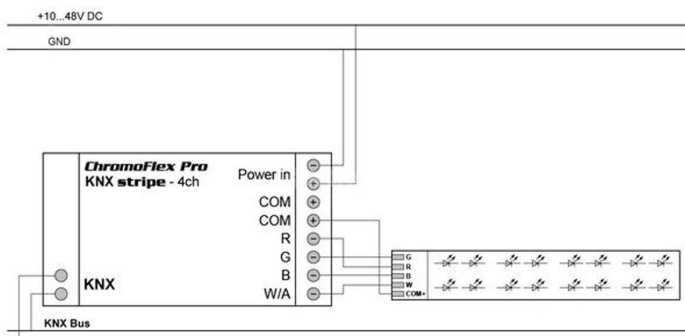 +10...48V DC
GND
ChromoFlex Pro
KNX stripe - 4ch
Power in
COM
COM
R
G
B
W/A
KNX
G
R
B
W
COM+
KNX Bus